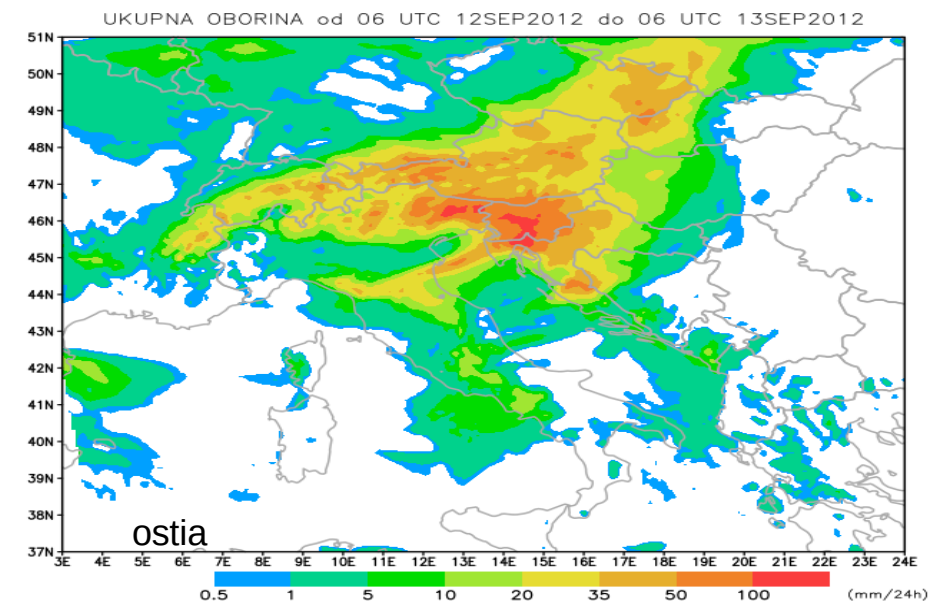 UKUPNA OBORINA od 06 UTC 12SEP2012 do 06 UTC 13SEP2012
51N
50N
49N
48N
47N
46N
45N
44N
43N
42N
41N
40N
39N
38N
37N
ostia
3E 4E 5E 6E 7E 8E 9E 10E 11E 12E 13E 14E 15E 16E 17E 18E 19E 20E 21E 22E 23E 24E
0.5 1 5 10 20 35 50 100 (mm/24h)